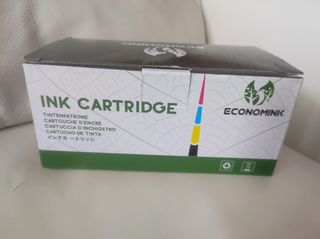 INK CARTRIDGE
TINTENPATRONE
CARTOUCHE D'ENCRE
CARTUCCIA D'INCHIOSTRO
CARTUCHO DE TINTA
インクカートリッジ
ECONOMINK